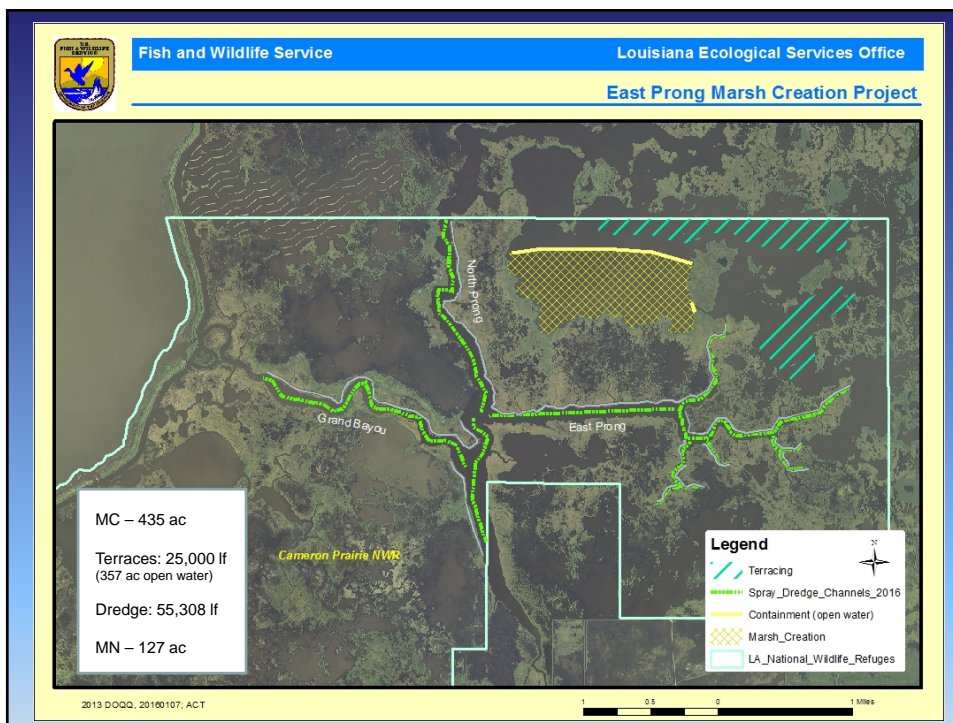 U.S.
FISH & WILDLIFE
SERVICE
Fish and Wildlife Service
Louisiana Ecological Services Office
East Prong Marsh Creation Project
North Prong
Grand Bayou
East Prong
Cameron Prairie NWR
MC – 435 ac
Terraces: 25,000 lf
(357 ac open water)
Dredge: 55,308 lf
MN – 127 ac
Legend
N
Terracing
Spray_Dredge_Channels_2016
Containment (open water)
Marsh_Creation
LA_National_Wildlife_Refuges
2013 DOQQ, 20160107; ACT
1 0.5 0 1 Miles